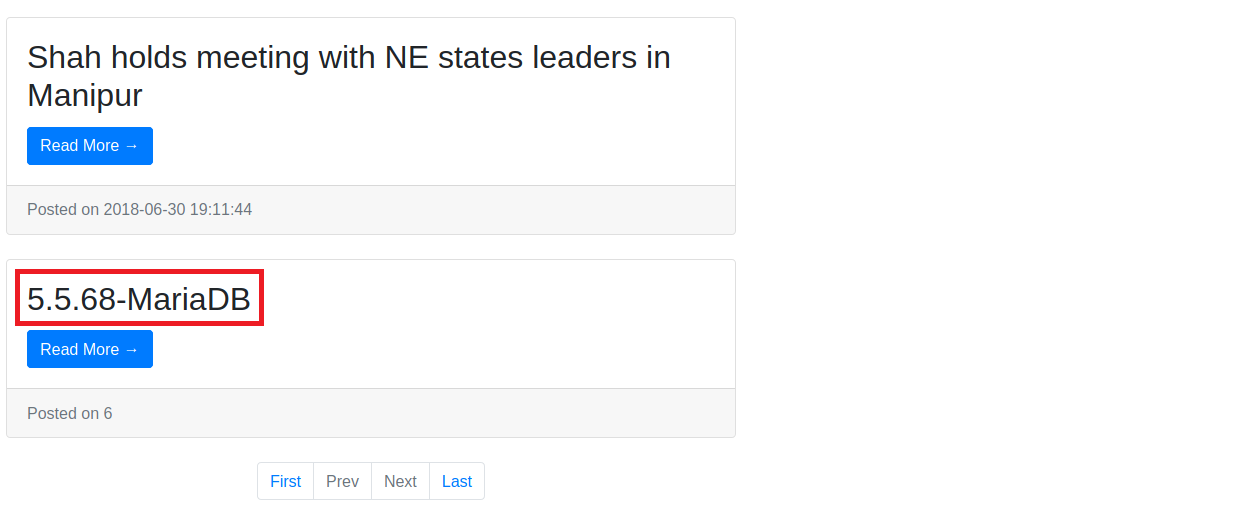 Shah holds meeting with NE states leaders in
Manipur
Read More →
Posted on 2018-06-30 19:11:44
5.5.68-MariaDB
Read More →
Posted on 6
First Prev Next Last